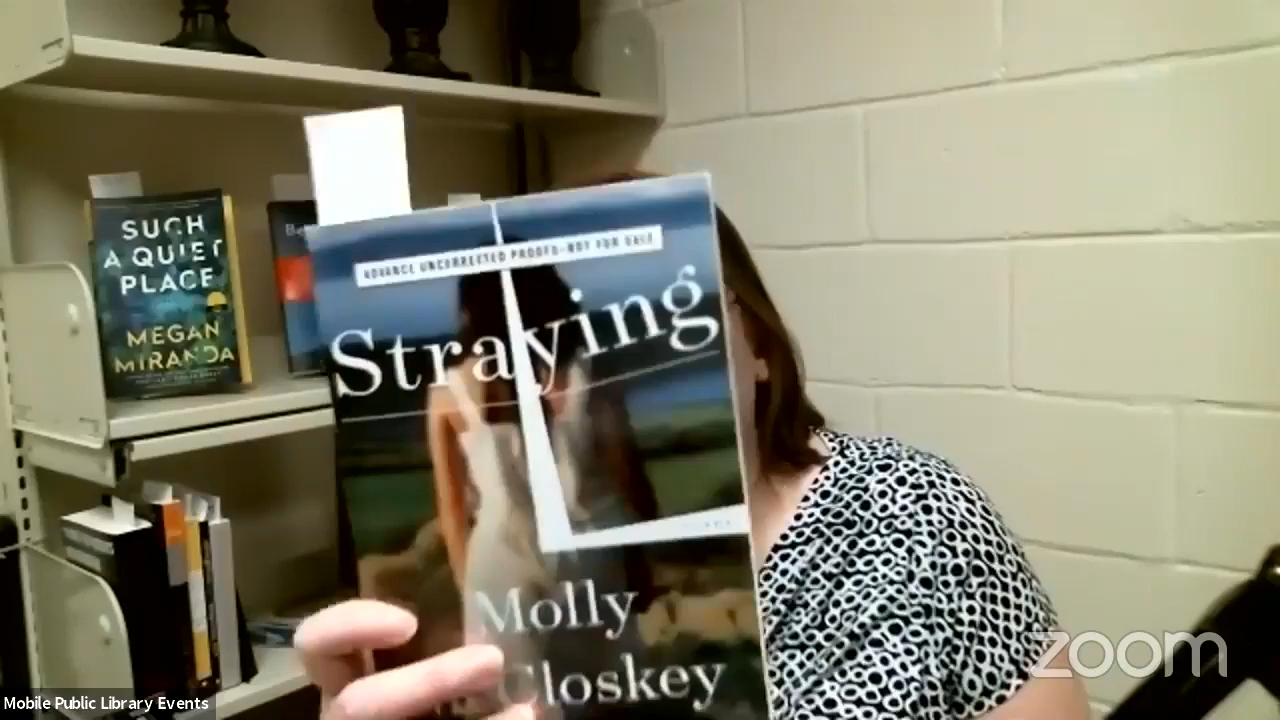 SUCH
A QUIET
PLACE
MEGAN
MIRANDA
Be
ADVANCE UNCORRECTED PROOFS–NOT FOR SALE
Straying
Molly
Closkey
zoom
Mobile Public Library Events